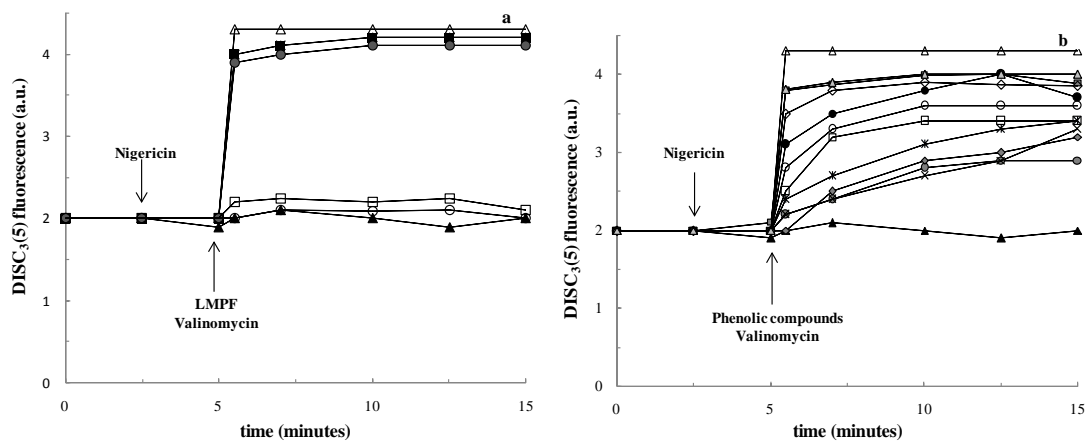 a
DISC3(5) fluorescence (a.u.)
4
3
2
1
0
Nigericin
LMPF
Valinomycin
0
5
10
15
time (minutes)
b
DISC3(5) fluorescence (a.u.)
4
3
2
1
0
Nigericin
Phenolic compounds
Valinomycin
0
5
10
15
time (minutes)